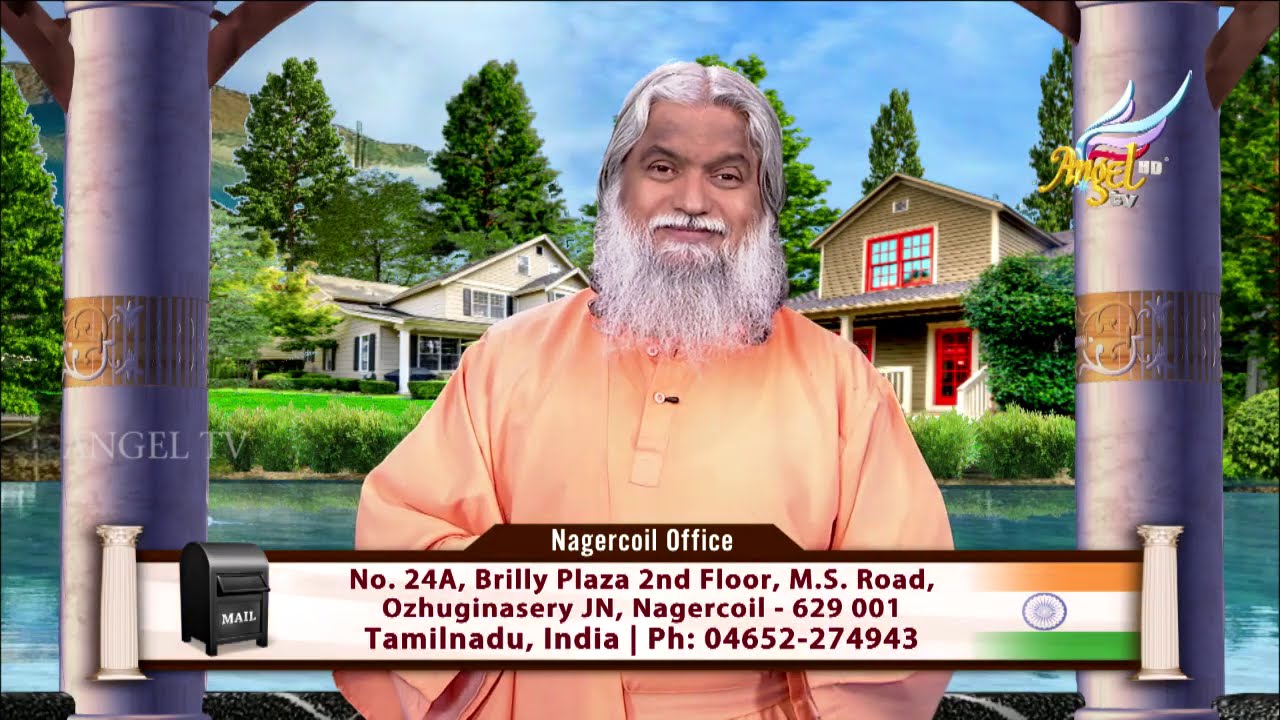 Angel HD
TV
ANGEL TV
Nagercoil Office
No. 24A, Brilly Plaza 2nd Floor, M.S. Road,
Ozhuginasery JN, Nagercoil - 629 001
Tamilnadu, India | Ph: 04652-274943
MAIL